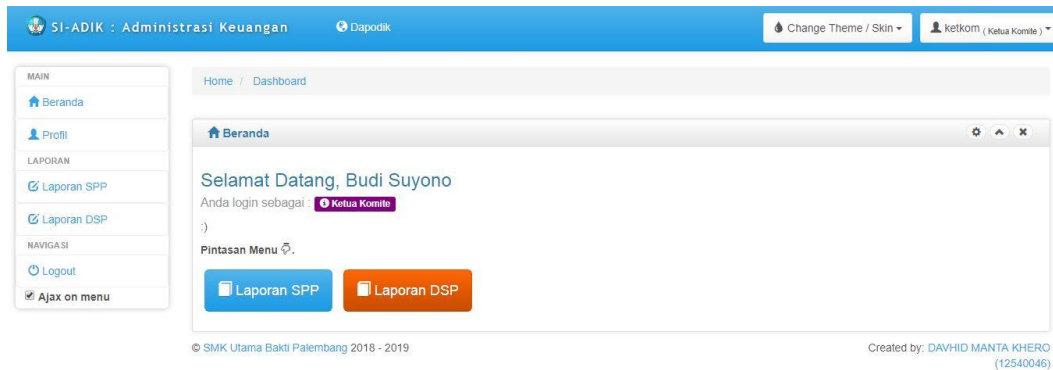 SI-ADIK : Administrasi Keuangan Dapodik Change Theme / Skin ketkom ( Ketua Komite )
MAIN
Beranda
Profil
LAPORAN
Laporan SPP
Laporan DSP
NAVIGASI
Logout
Ajax on menu
Home / Dashboard
Beranda
Selamat Datang, Budi Suyono
Anda login sebagai : Ketua Komite
:)
Pintasan Menu .
Laporan SPP Laporan DSP
© SMK Utama Bakti Palembang 2018 - 2019
Created by: DAVHID MANTA KHERO
(12540046)